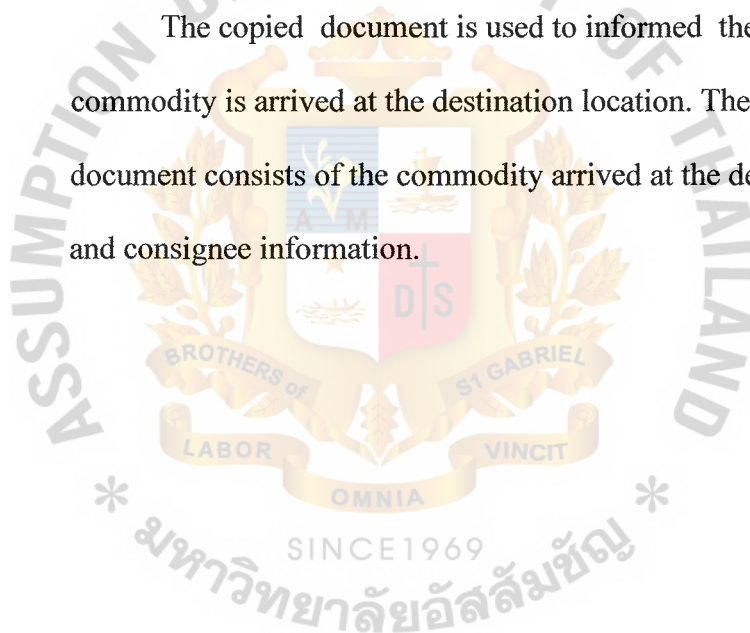 The copied document is used to informed the
commodity is arrived at the destination location. The
document consists of the commodity arrived at the de
and consignee information.
ASSUMPTION
OF THAILAND
A M
D S
BROTHERS of
St GABRIEL
LABOR
VINCIT
OMNIA
* *
SINCE1969
มหาวิทยาลัยอัสสัมชัญ